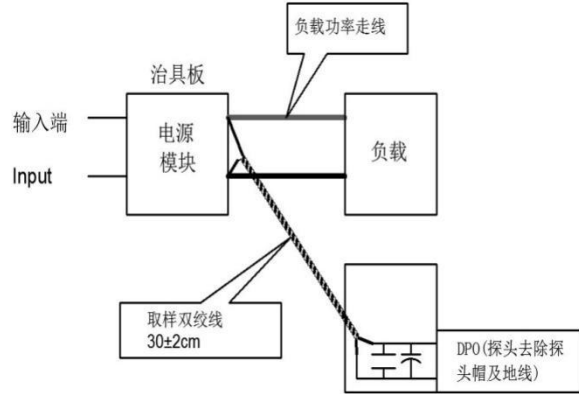 负载功率走线
治具板
输入端
电源
模块
负载
Input
取样双绞线
30±2cm
DPO(探头去除探
头帽及地线)